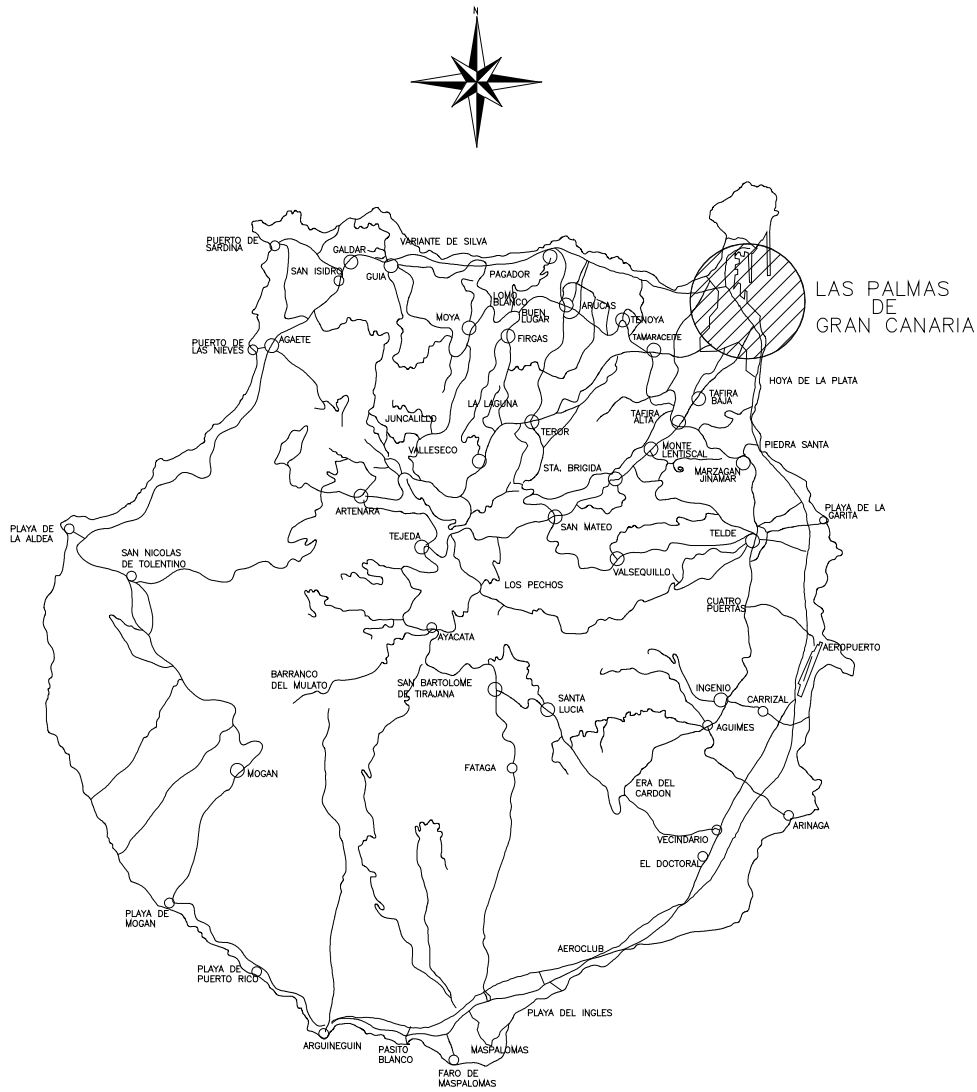 N
PUERTO DE
SARDINA
GALDAR
VARIANTE DE SILVA
SAN ISIDRO
GUIA
PAGADOR
LOMO
BLANCO
ARUCAS
BUEN
LUGAR
MOYA
FIRGAS
TENOYA
TAMARACEITE
LAS PALMAS
DE
GRAN CANARIA
PUERTO DE
LAS NIEVES
AGAETE
HOYA DE LA PLATA
TAFIRA
BAJA
LA LAGUNA
JUNCALILLO
TAFIRA
ALTA
TEROR
VALLESECO
MONTE
LENTISCAL
PIEDRA SANTA
STA. BRIGIDA
MARZAGAN
JINAMAR
ARTENARA
PLAYA DE LA
GARITA
PLAYA DE
LA ALDEA
SAN MATEO
TEJEDA
TELDE
SAN NICOLAS
DE TOLENTINO
VALSEQUILLO
LOS PECHOS
CUATRO
PUERTAS
AYACATA
AEROPUERTO
BARRANCO
DEL MULATO
SAN BARTOLOME
DE TIRAJANA
INGENIO
CARRIZAL
SANTA
LUCIA
AGUIMES
MOGAN
FATAGA
ERA DEL
CARDON
ARINAGA
VECINDARIO
EL DOCTORAL
PLAYA DE
MOGAN
AEROCLUB
PLAYA DE
PUERTO RICO
PLAYA DEL INGLES
ARGUINEGUIN
PASITO
BLANCO
MASPALOMAS
FARO DE
MASPALOMAS